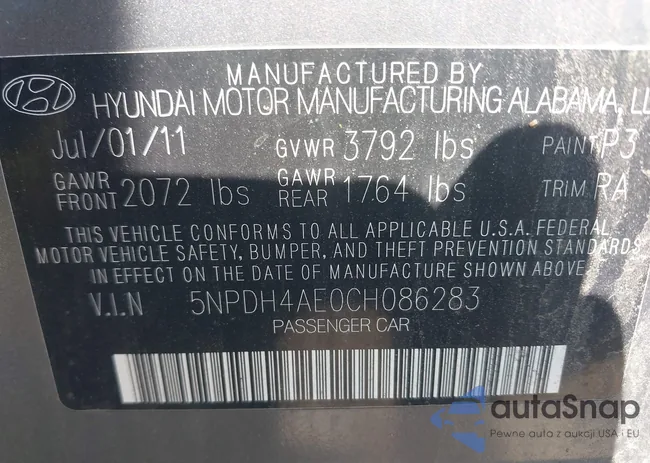 MANUFACTURED BY
HYUNDAI MOTOR MANUFACTURING ALABAMA, LL
Jul/01/11 GVWR 3792 lbs PAINT P3
GAWR FRONT 2072 lbs GAWR REAR 1764 lbs TRIM RA
THIS VEHICLE CONFORMS TO ALL APPLICABLE U.S.A. FEDERAL
MOTOR VEHICLE SAFETY, BUMPER, AND THEFT PREVENTION STANDARDS
IN EFFECT ON THE DATE OF MANUFACTURE SHOWN ABOVE.
V.I.N 5NPDH4AE0CH086283
PASSENGER CAR
autaSnap
Pewne auta z aukcji USA i EU